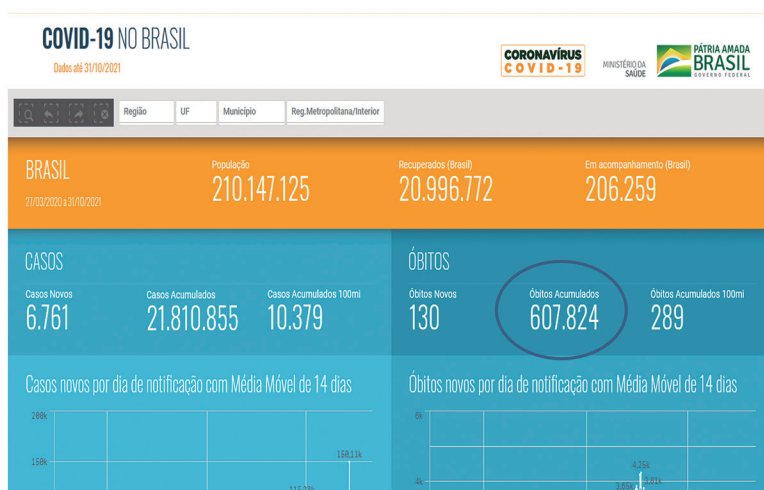 COVID-19 NO BRASIL
Dados até 31/10/2021
CORONAVÍRUS
COVID-19
MINISTÉRIO DA
SAÚDE
PÁTRIA AMADA
BRASIL
GOVERNO FEDERAL
Região UF Município Reg.Metropolitana/Interior
BRASIL
27/03/2020 a 31/10/2021
População
210.147.125
Recuperados (Brasil)
20.996.772
Em acompanhamento (Brasil)
206.259
CASOS
Casos Novos
6.761
Casos Acumulados
21.810.855
Casos Acumulados 100mi
10.379
ÓBITOS
Óbitos Novos
130
Óbitos Acumulados
607.824
Óbitos Acumulados 100mi
289
Casos novos por dia de notificação com Média Móvel de 14 dias
200k
150k
150,11k
Óbitos novos por dia de notificação com Média Móvel de 14 dias
6k
4k